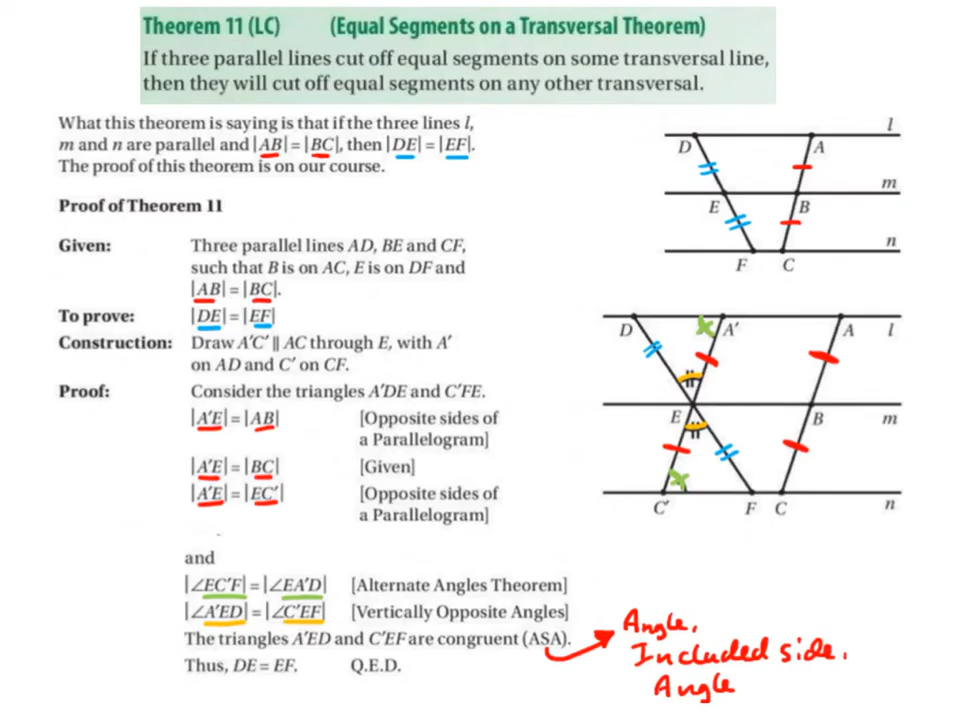 Theorem 11 (LC) (Equal Segments on a Transversal Theorem)
If three parallel lines cut off equal segments on some transversal line,
then they will cut off equal segments on any other transversal.
What this theorem is saying is that if the three lines l,
m and n are parallel and |AB| = |BC|, then |DE| = |EF|.
The proof of this theorem is on our course.
D A l
E B m
F C n
Proof of Theorem 11
Given: Three parallel lines AD, BE and CF,
such that B is on AC, E is on DF and
|AB| = |BC|.
To prove: |DE| = |EF|
Construction: Draw A′C′ || AC through E, with A′
on AD and C′ on CF.
Proof: Consider the triangles A′DE and C′FE.
|A′E| = |AB| [Opposite sides of
a Parallelogram]
|A′E| = |BC| [Given]
|A′E| = |EC′| [Opposite sides of
a Parallelogram]
D A′ A l
E B m
C′ F C n
and
|∠EC′F| = |∠EA′D| [Alternate Angles Theorem]
|∠A′ED| = |∠C′EF| [Vertically Opposite Angles]
The triangles A′ED and C′EF are congruent (ASA).
Thus, DE = EF. Q.E.D.
Angle,
Included side,
Angle